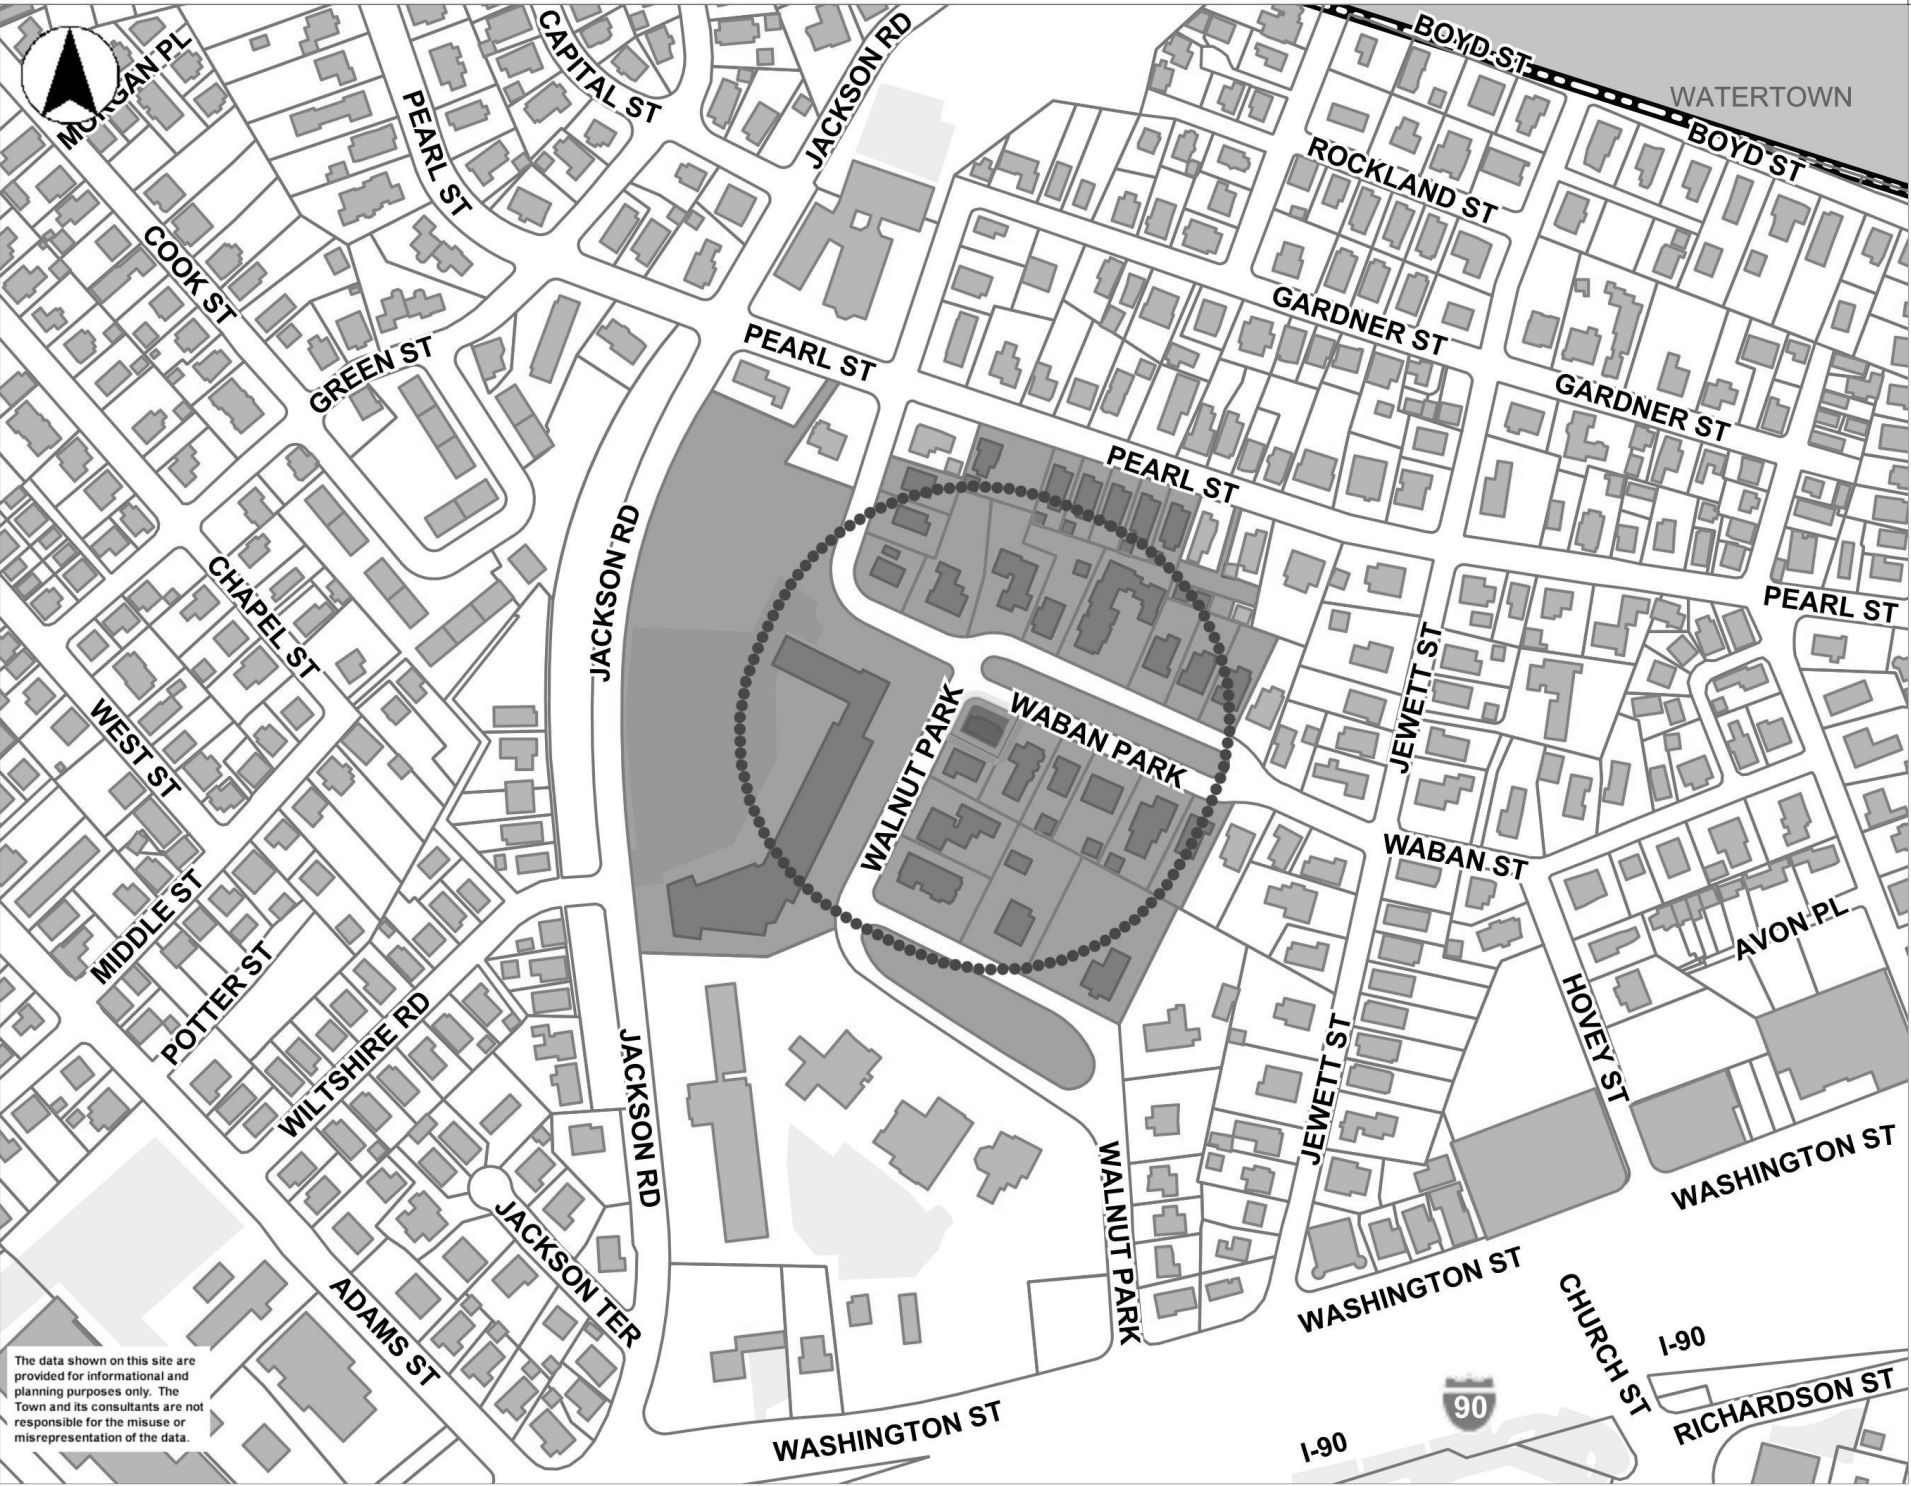 MORGAN PL
CAPITAL ST
JACKSON RD
BOYD ST
WATERTOWN
BOYD ST
PEARL ST
ROCKLAND ST
COOK ST
GARDNER ST
PEARL ST
GREEN ST
GARDNER ST
PEARL ST
JACKSON RD
CHAPEL ST
PEARL ST
JEWETT ST
WEST ST
WALNUT PARK
WABAN PARK
WABAN ST
MIDDLE ST
AVON PL
POTTER ST
WILTSHIRE RD
HOVEY ST
JACKSON RD
JEWETT ST
WASHINGTON ST
WALNUT PARK
JACKSON TER
WASHINGTON ST
ADAMS ST
CHURCH ST
I-90
RICHARDSON ST
90
I-90
WASHINGTON ST
The data shown on this site are
provided for informational and
planning purposes only. The
Town and its consultants are not
responsible for the misuse or
misrepresentation of the data.